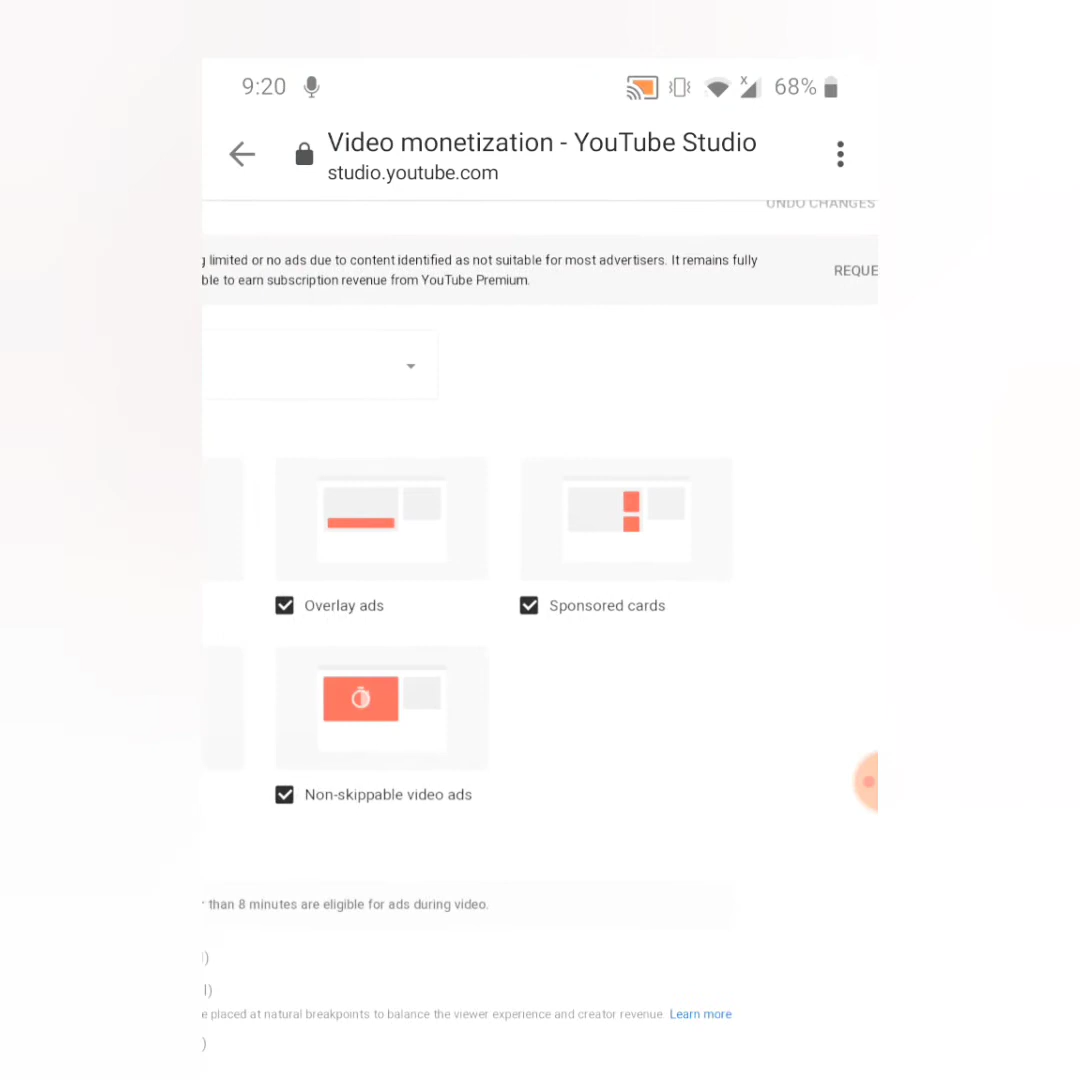 9:20
68%
Video monetization - YouTube Studio
studio.youtube.com
UNDO CHANGES
limited or no ads due to content identified as not suitable for most advertisers. It remains fully
ble to earn subscription revenue from YouTube Premium.
REQUE
Overlay ads
Sponsored cards
Non-skippable video ads
than 8 minutes are eligible for ads during video.
)
l)
e placed at natural breakpoints to balance the viewer experience and creator revenue Learn more
)